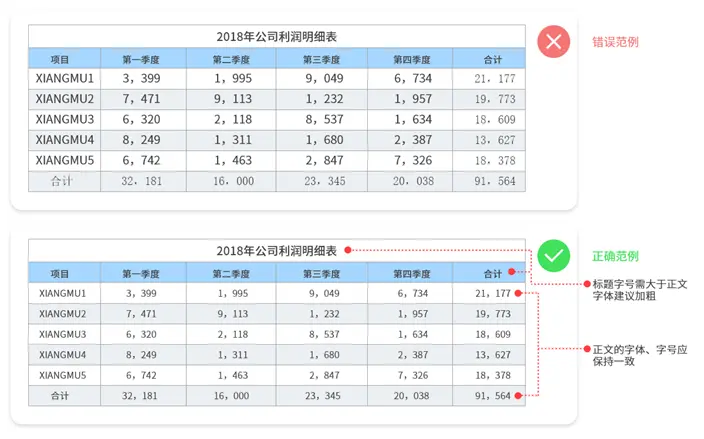 2018年公司利润明细表
项目 第一季度 第二季度 第三季度 第四季度 合计
XIANGMU1 3，399 1，995 9，049 6，734 21，177
XIANGMU2 7，471 9，113 1，232 1，957 19，773
XIANGMU3 6，320 2，118 8，537 1，634 18，609
XIANGMU4 8，249 1，311 1，680 2，387 13，627
XIANGMU5 6，742 1，463 2，847 7，326 18，378
合计 32，181 16，000 23，345 20，038 91，564
错误范例
2018年公司利润明细表
项目 第一季度 第二季度 第三季度 第四季度 合计
XIANGMU1 3，399 1，995 9，049 6，734 21，177
XIANGMU2 7，471 9，113 1，232 1，957 19，773
XIANGMU3 6，320 2，118 8，537 1，634 18，609
XIANGMU4 8，249 1，311 1，680 2，387 13，627
XIANGMU5 6，742 1，463 2，847 7，326 18，378
合计 32，181 16，000 23，345 20，038 91，564
正确范例
标题字号需大于正文
字体建议加粗
正文的字体、字号应
保持一致